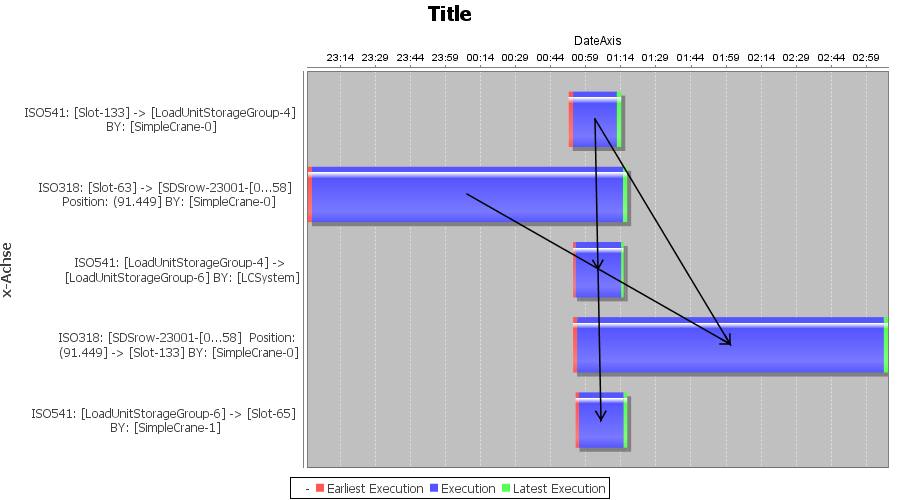 Title
DateAxis
23:14 23:29 23:44 23:59 00:14 00:29 00:44 00:59 01:14 01:29 01:44 01:59 02:14 02:29 02:44 02:59
x-Achse
ISO541: [Slot-133] -> [LoadUnitStorageGroup-4]
BY: [SimpleCrane-0]
ISO318: [Slot-63] -> [SDSrow-23001-[0...58]
Position: (91.449] BY: [SimpleCrane-0]
ISO541: [LoadUnitStorageGroup-4] ->
[LoadUnitStorageGroup-6] BY: [LCSystem]
ISO318: [SDSrow-23001-[0...58] Position:
(91.449] -> [Slot-133] BY: [SimpleCrane-0]
ISO541: [LoadUnitStorageGroup-6] -> [Slot-65]
BY: [SimpleCrane-1]
- Earliest Execution Execution Latest Execution